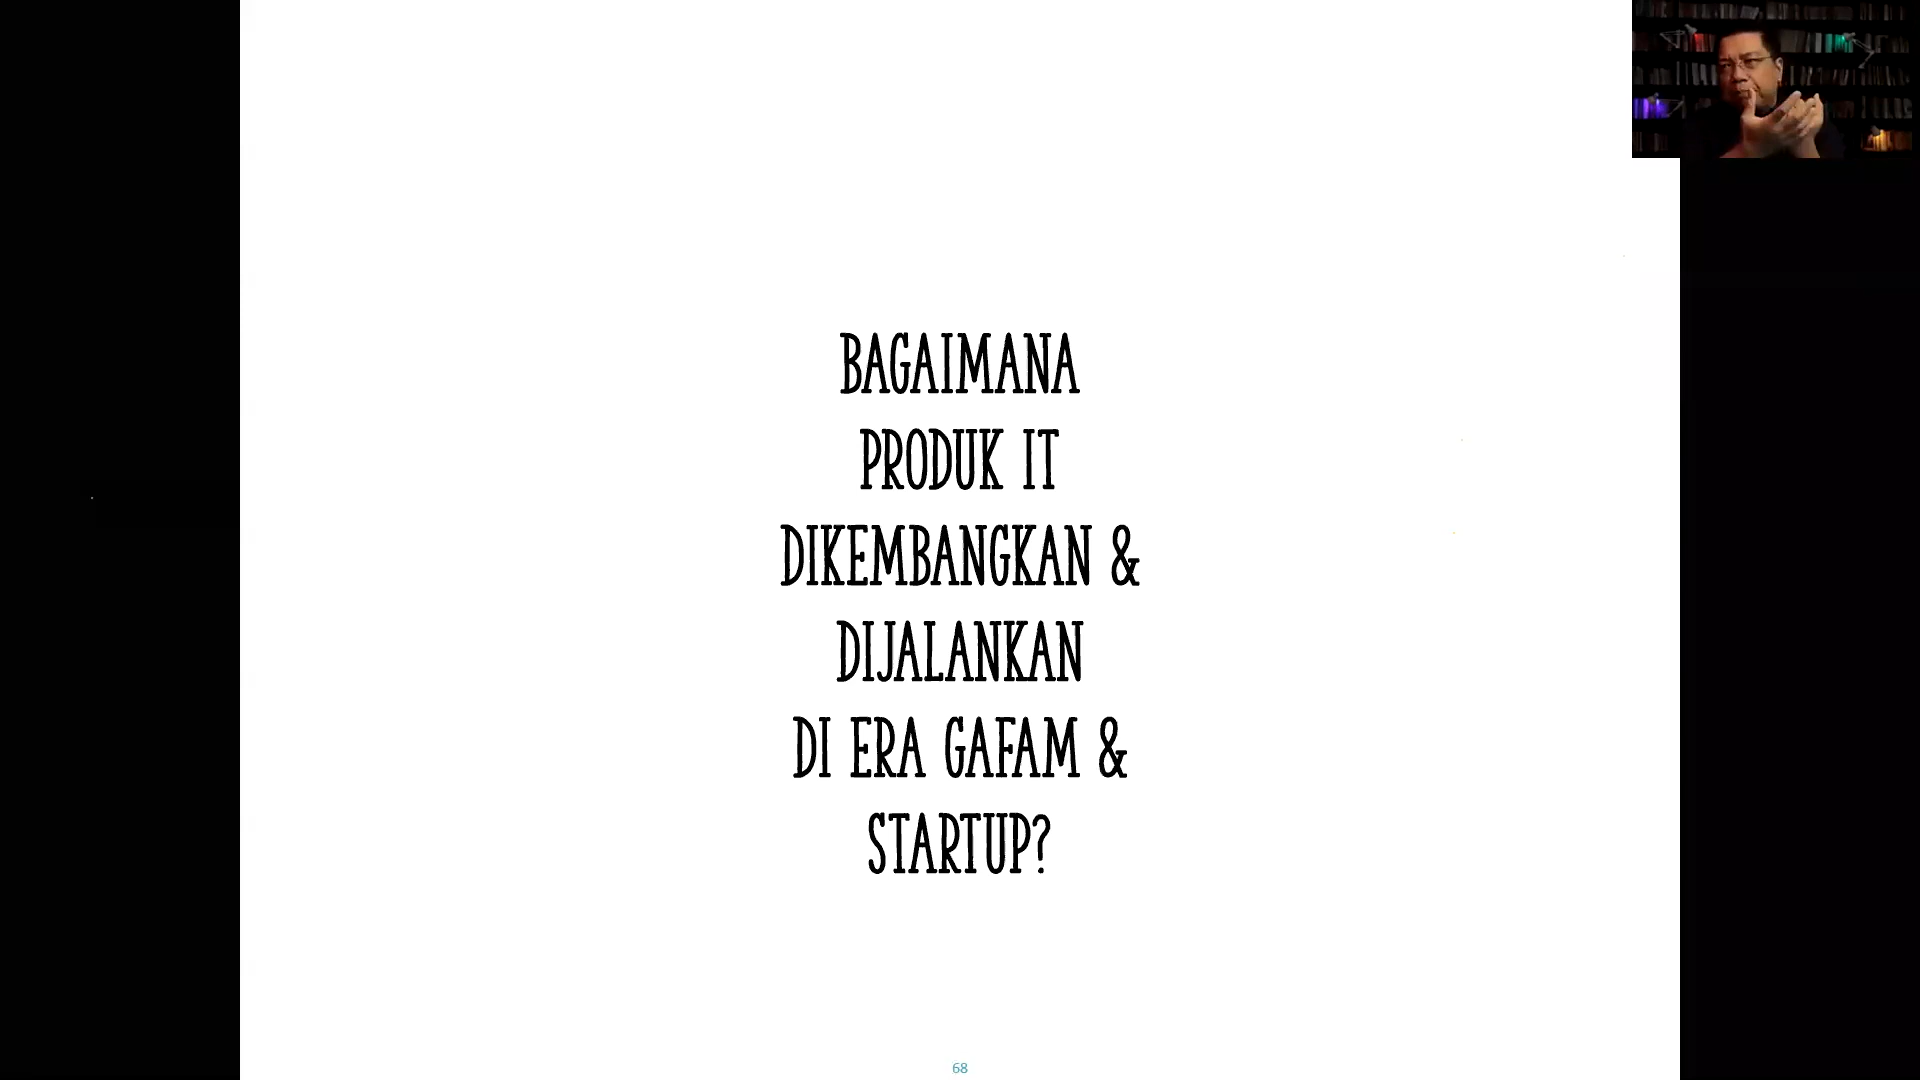 BAGAIMANA
PRODUK IT
DIKEMBANGKAN &
DIJALANKAN
DI ERA GAFAM &
STARTUP?
68